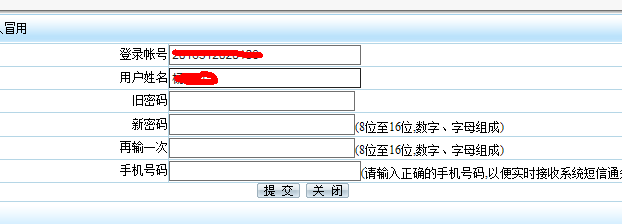 人冒用
登录帐号
用户姓名
旧密码
新密码 (8位至16位,数字、字母组成)
再输一次 (8位至16位,数字、字母组成)
手机号码 (请输入正确的手机号码,以便实时接收系统短信通
提 交 关 闭